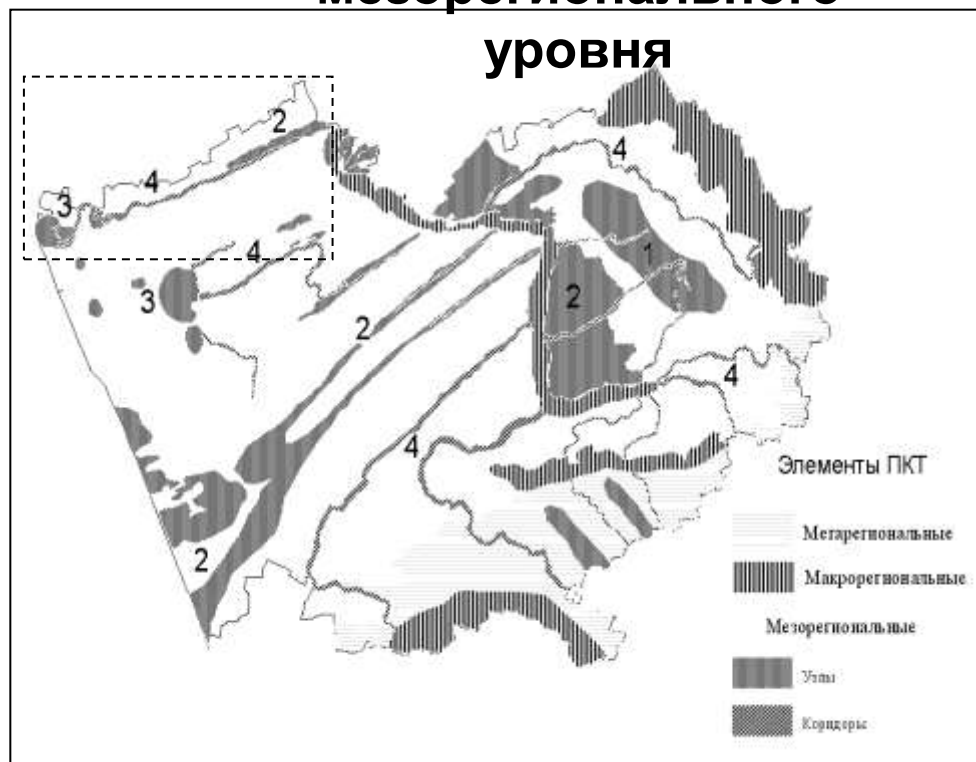 мезорегионального
уровня
2
4
4
3
4
1
2
3
2
4
4
2
Элементы ПКТ
Метарегиональные
Макрорегиональные
Мезорегиональные
Узлы
Коридоры